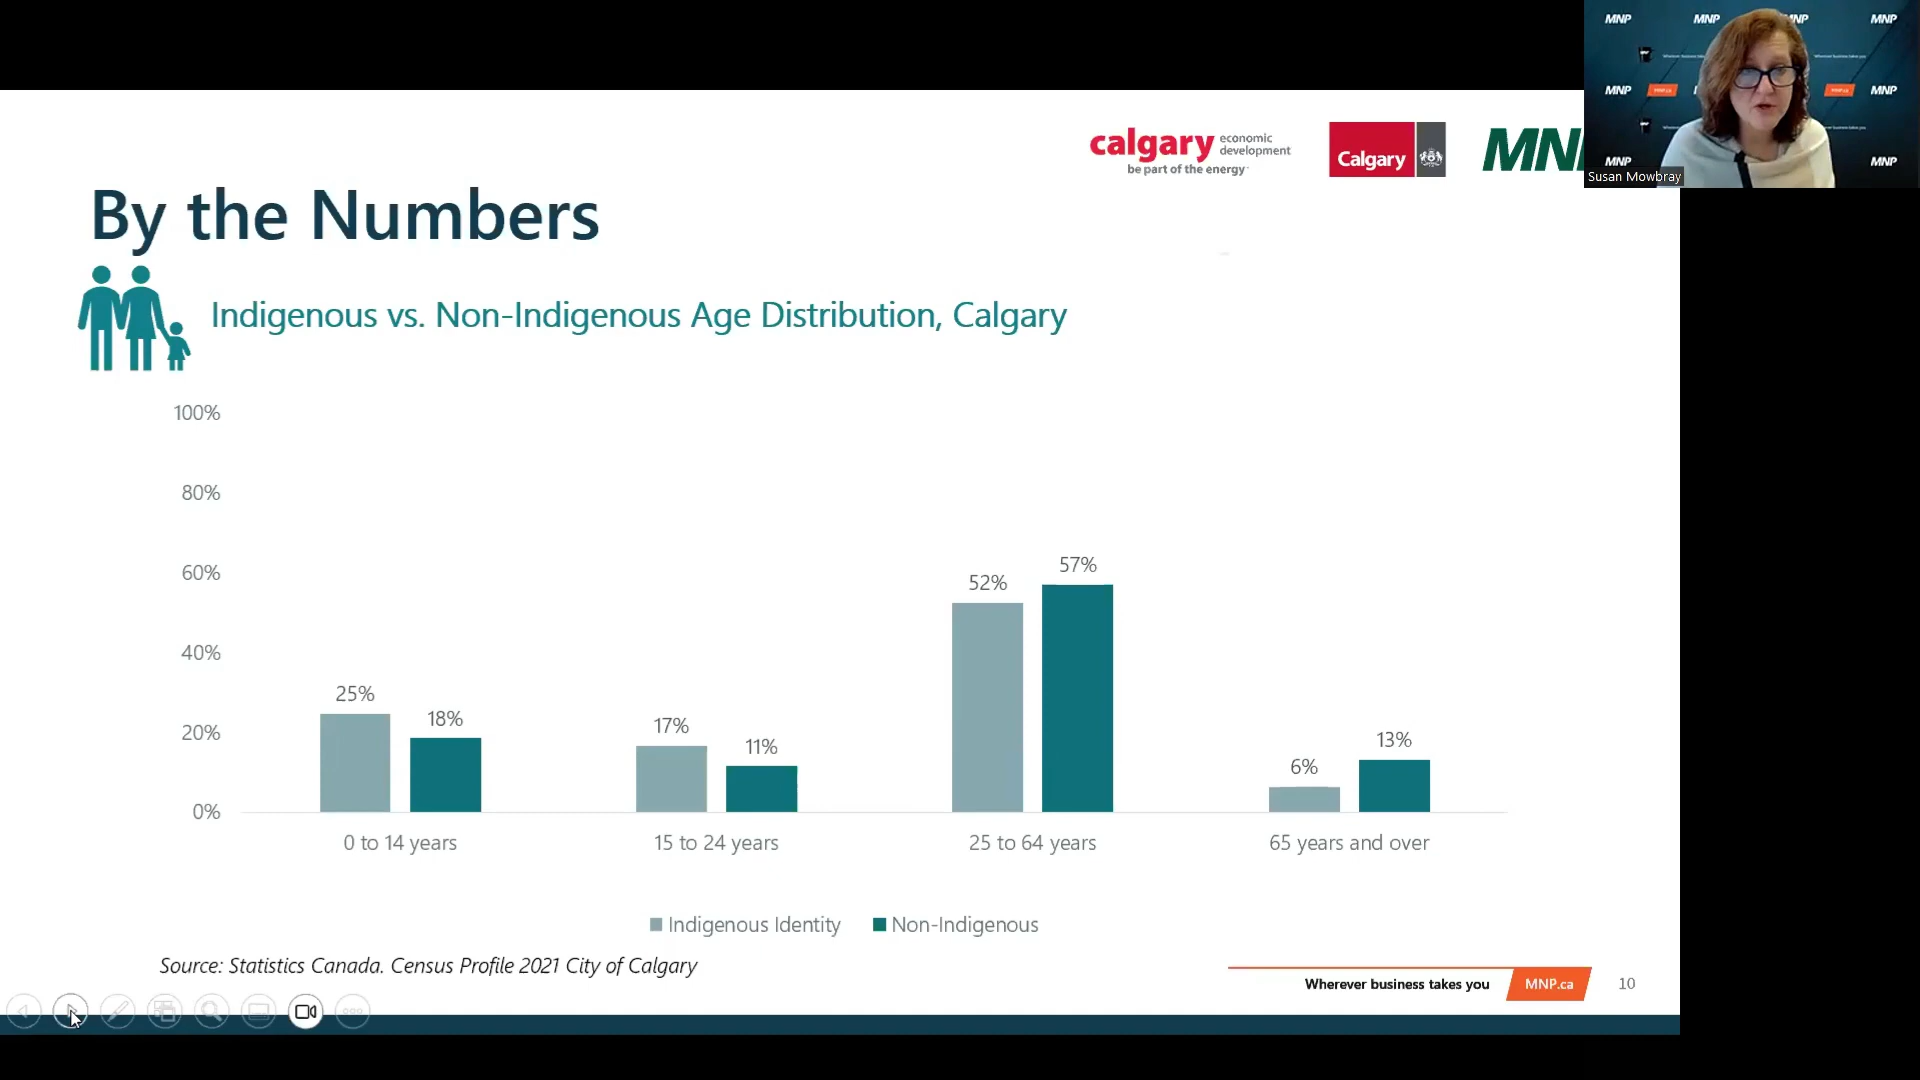 calgary economic development
be part of the energy
Calgary
MN
MNP MNP MNP MNP
MNP MNP.ca MNP.ca MNP
MNP MNP
Susan Mowbray
By the Numbers
Indigenous vs. Non-Indigenous Age Distribution, Calgary
100%
80%
60%
40%
20%
0%
25%
18%
17%
11%
52%
57%
6%
13%
0 to 14 years
15 to 24 years
25 to 64 years
65 years and over
Indigenous Identity
Non-Indigenous
Source: Statistics Canada. Census Profile 2021 City of Calgary
Wherever business takes you
MNP.ca
10